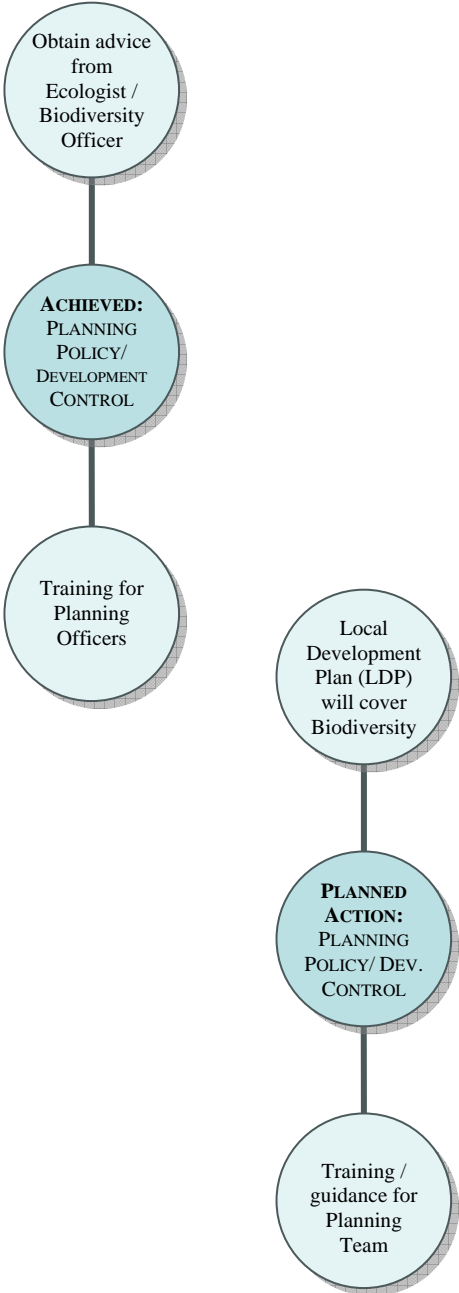 Obtain advice
from
Ecologist /
Biodiversity
Officer
ACHIEVED:
PLANNING
POLICY/
DEVELOPMENT
CONTROL
Training for
Planning
Officers
Local
Development
Plan (LDP)
will cover
Biodiversity
PLANNED
ACTION:
PLANNING
POLICY/ DEV.
CONTROL
Training /
guidance for
Planning
Team